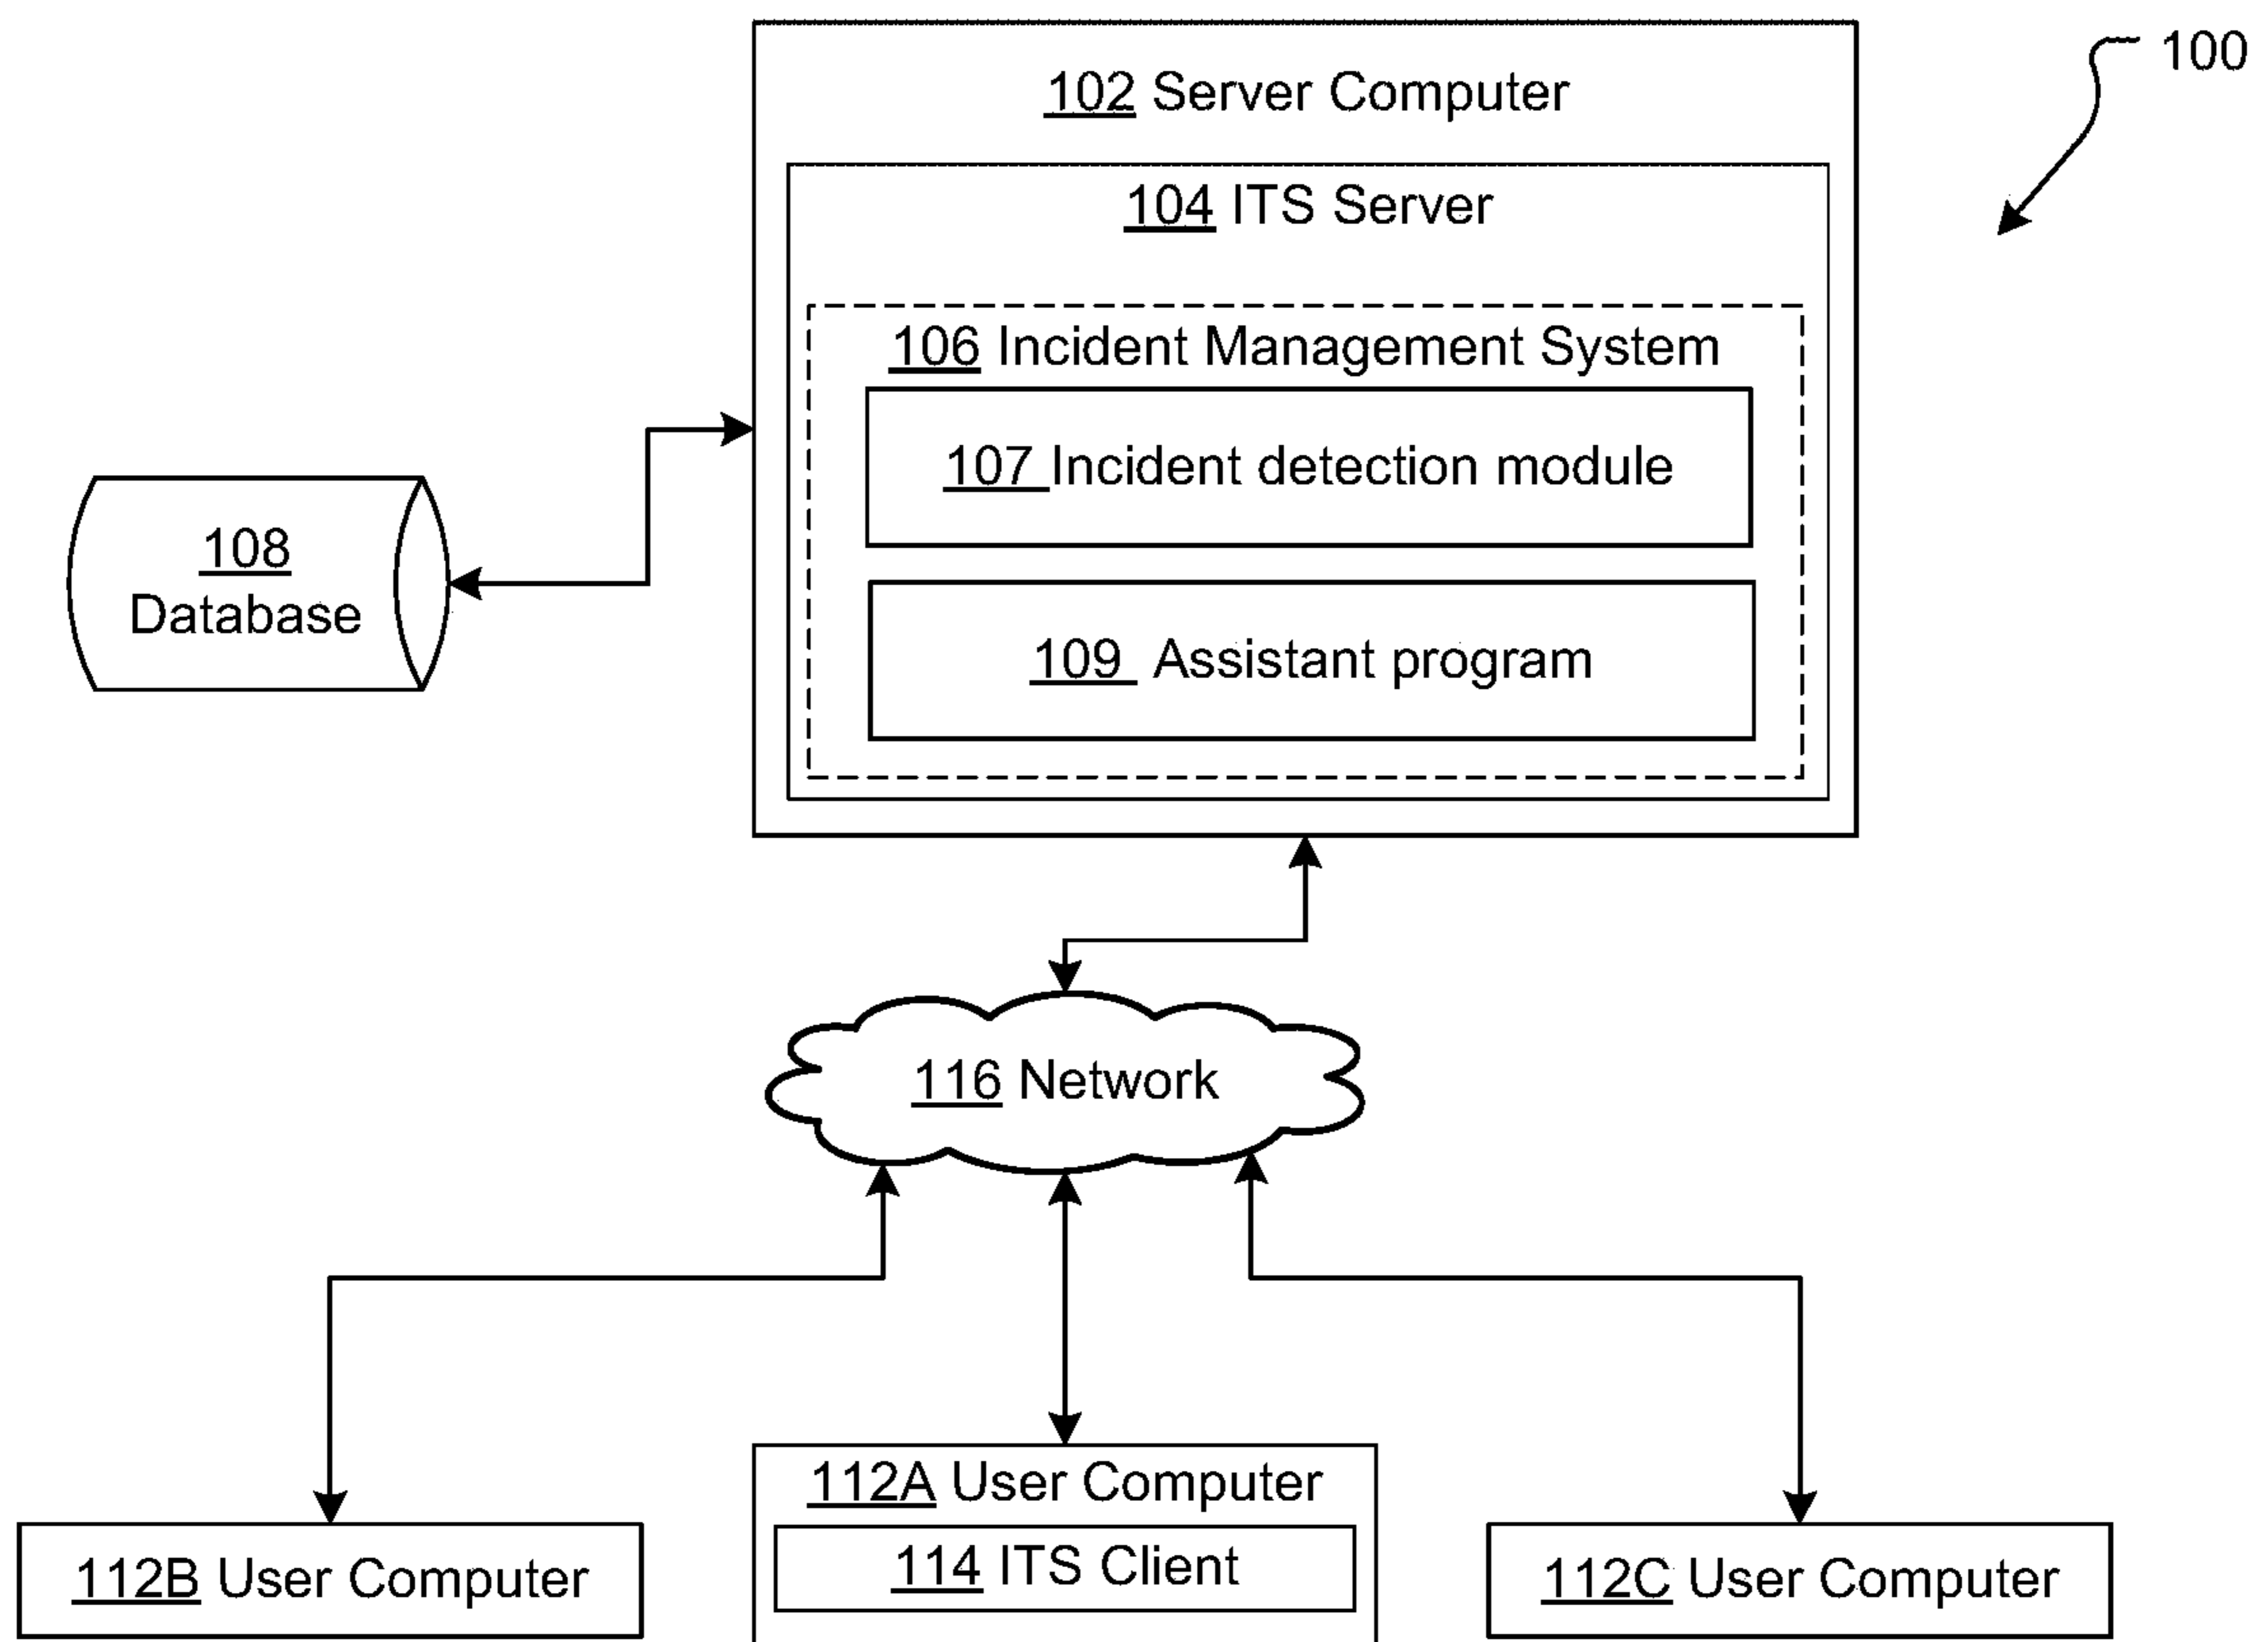 100
102 Server Computer
104 ITS Server
106 Incident Management System
107 Incident detection module
108
Database
109 Assistant program
116 Network
112A User Computer
114 ITS Client
112B User Computer
112C User Computer